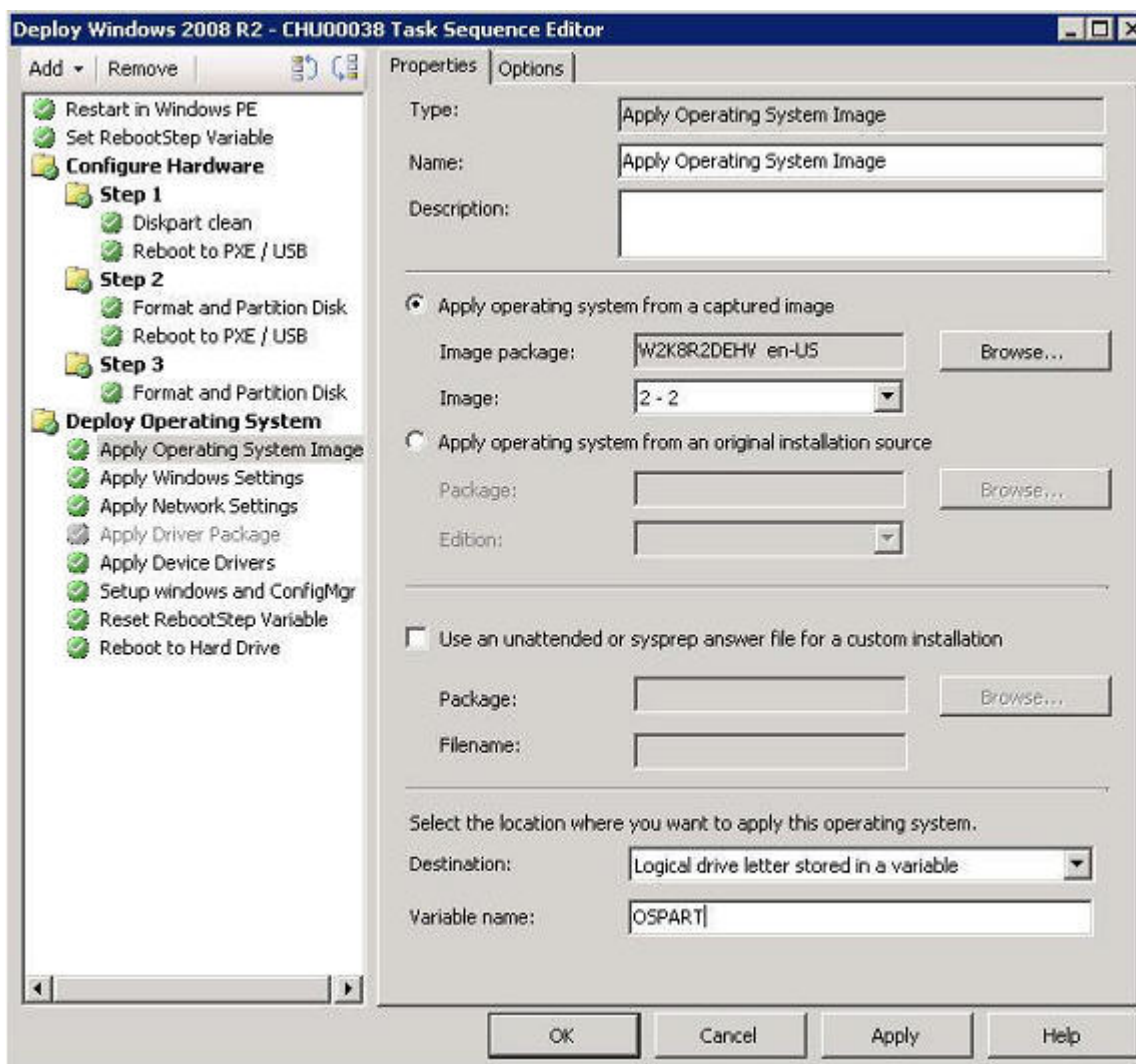 Deploy Windows 2008 R2 - CHU00038 Task Sequence Editor
Add Remove
Restart in Windows PE
Set RebootStep Variable
Configure Hardware
Step 1
Diskpart clean
Reboot to PXE / USB
Step 2
Format and Partition Disk
Reboot to PXE / USB
Step 3
Format and Partition Disk
Deploy Operating System
Apply Operating System Image
Apply Windows Settings
Apply Network Settings
Apply Driver Package
Apply Device Drivers
Setup windows and ConfigMgr
Reset RebootStep Variable
Reboot to Hard Drive
Properties Options
Type: Apply Operating System Image
Name: Apply Operating System Image
Description:
Apply operating system from a captured image
Image package: W2K8R2DEHV en-US Browse...
Image: 2 - 2
Apply operating system from an original installation source
Package: Browse...
Edition:
Use an unattended or sysprep answer file for a custom installation
Package: Browse...
Filename:
Select the location where you want to apply this operating system.
Destination: Logical drive letter stored in a variable
Variable name: OSPART
OK Cancel Apply Help